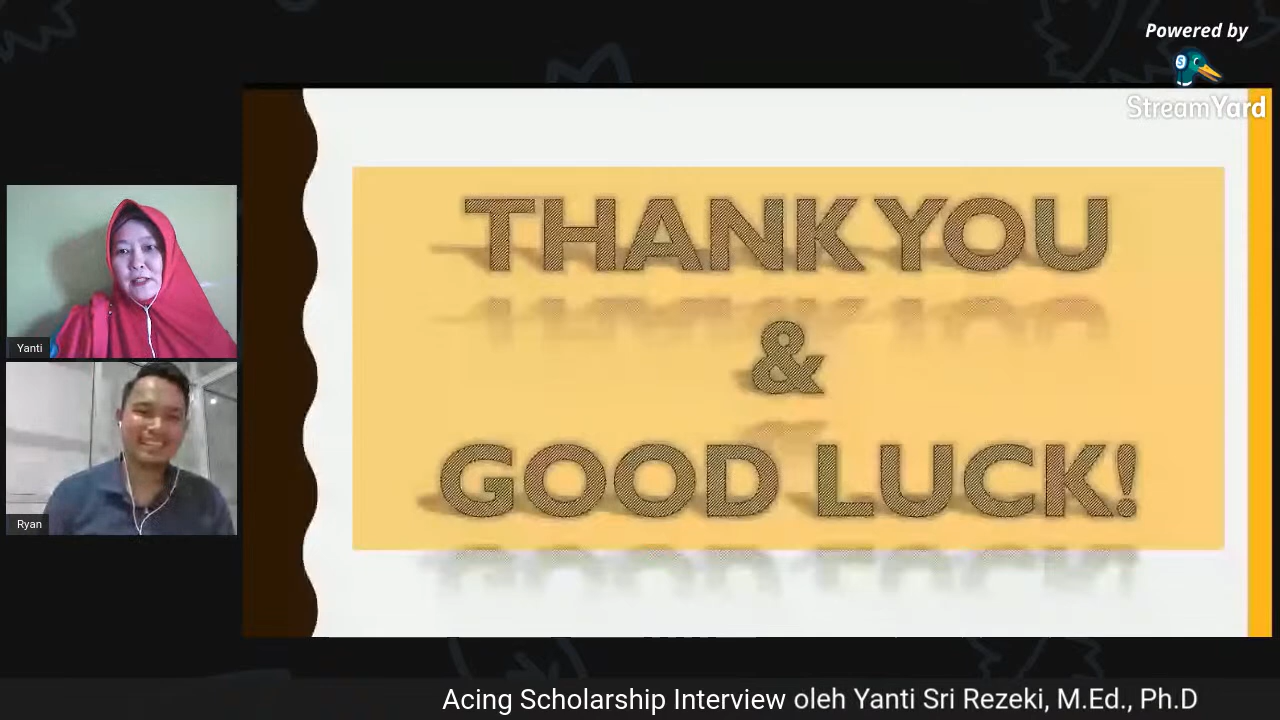 Powered by
StreamYard
THANK YOU
&
GOOD LUCK!
Yanti
Ryan
Acing Scholarship Interview oleh Yanti Sri Rezeki, M.Ed., Ph.D